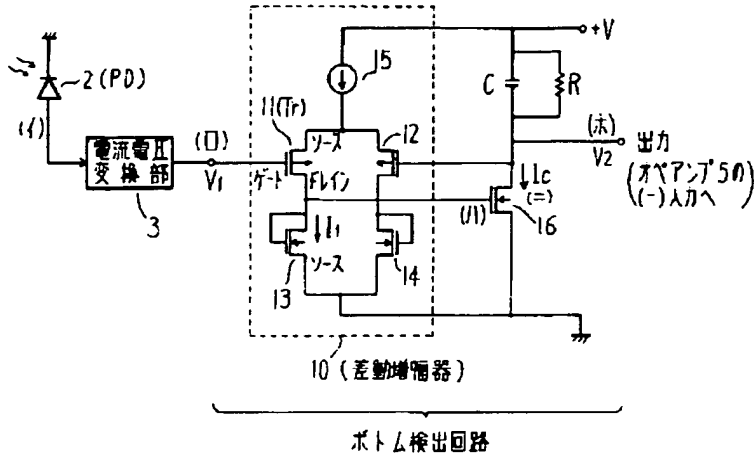 +V
15
2(PD)
C
R
(イ)
11(Tr)
12
(ホ)
電流電圧
変換部
(ロ)
V1
ソース
ゲート
ドレイン
V2
出力
(オペアンプ5の
(-)入力へ)
↓Ic
(ニ)
(ハ)
16
3
↓I1
ソース
13
14
10(差動増幅器)
ボトム検出回路